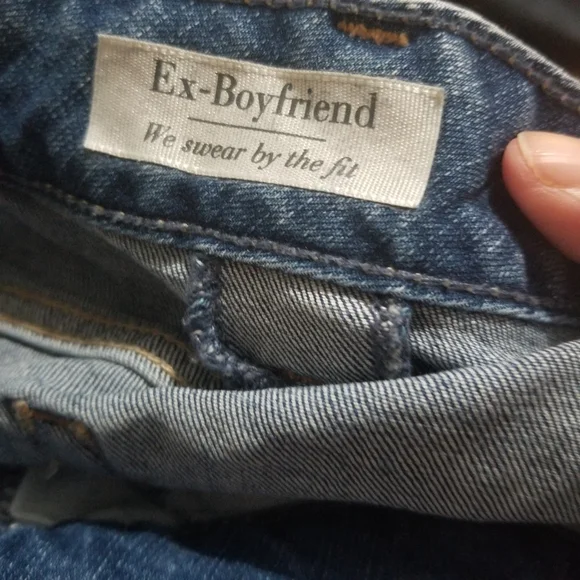 Ex-Boyfriend
We swear by the fit